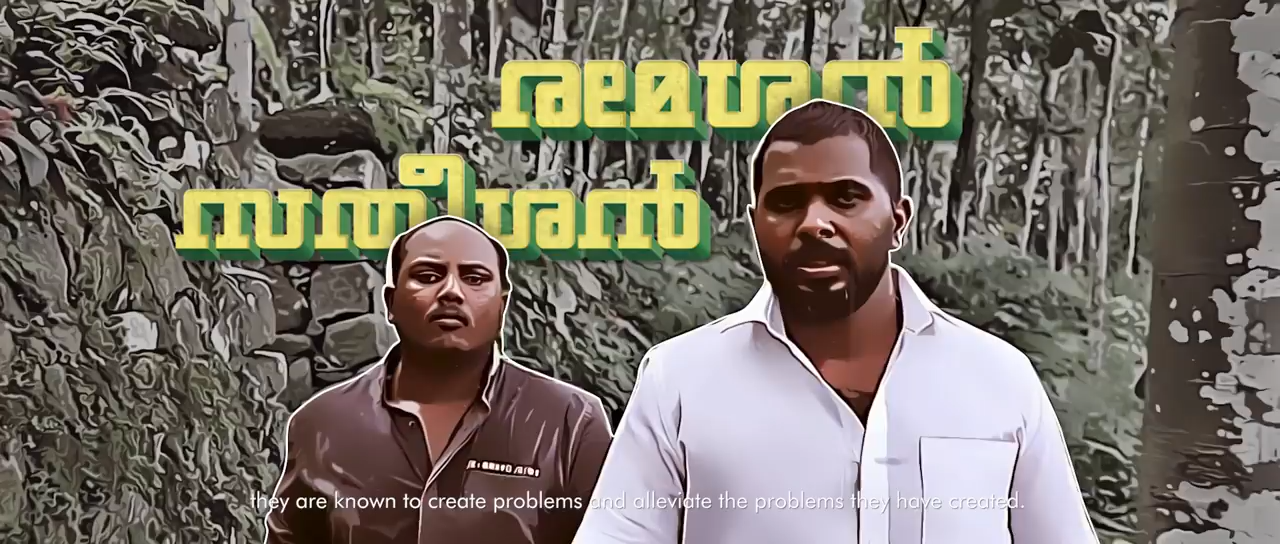 രമേശൻ
സതീശൻ
they are known to create problems and alleviate the problems they have created.